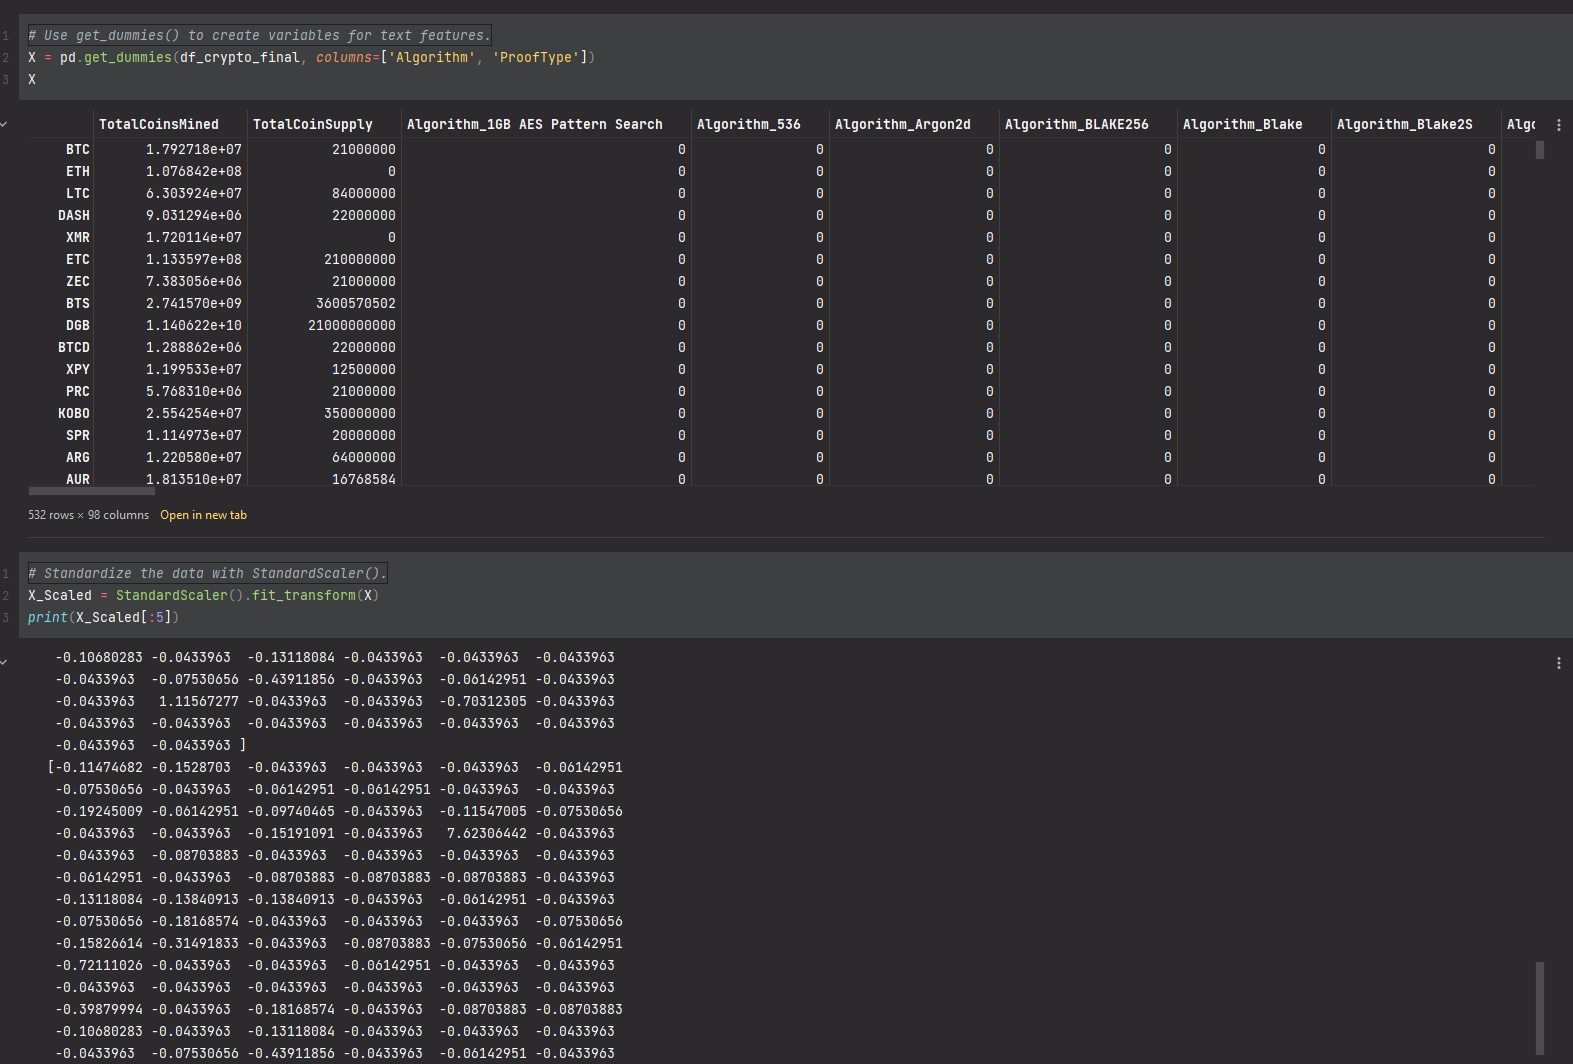 1 # Use get_dummies() to create variables for text features.
2 X = pd.get_dummies(df_crypto_final, columns=['Algorithm', 'ProofType'])
3 X
TotalCoinsMined TotalCoinSupply Algorithm_1GB AES Pattern Search Algorithm_536 Algorithm_Argon2d Algorithm_BLAKE256 Algorithm_Blake Algorithm_Blake2S Algo
BTC 1.792718e+07 21000000 0 0 0 0 0 0
ETH 1.076842e+08 0 0 0 0 0 0 0
LTC 6.303924e+07 84000000 0 0 0 0 0 0
DASH 9.031294e+06 22000000 0 0 0 0 0 0
XMR 1.720114e+07 0 0 0 0 0 0 0
ETC 1.133597e+08 210000000 0 0 0 0 0 0
ZEC 7.383056e+06 21000000 0 0 0 0 0 0
BTS 2.741570e+09 3600570502 0 0 0 0 0 0
DGB 1.140622e+10 21000000000 0 0 0 0 0 0
BTCD 1.288862e+06 22000000 0 0 0 0 0 0
XPY 1.199533e+07 12500000 0 0 0 0 0 0
PRC 5.768310e+06 21000000 0 0 0 0 0 0
KOBO 2.554254e+07 350000000 0 0 0 0 0 0
SPR 1.114973e+07 20000000 0 0 0 0 0 0
ARG 1.220580e+07 64000000 0 0 0 0 0 0
AUR 1.813510e+07 16768584 0 0 0 0 0 0
532 rows × 98 columns Open in new tab
1 # Standardize the data with StandardScaler().
2 X_Scaled = StandardScaler().fit_transform(X)
3 print(X_Scaled[:5])
-0.10680283 -0.0433963 -0.13118084 -0.0433963 -0.0433963 -0.0433963
-0.0433963 -0.07530656 -0.43911856 -0.0433963 -0.06142951 -0.0433963
-0.0433963 1.11567277 -0.0433963 -0.0433963 -0.70312305 -0.0433963
-0.0433963 -0.0433963 -0.0433963 -0.0433963 -0.0433963 -0.0433963
-0.0433963 -0.0433963 ]
[-0.11474682 -0.1528703 -0.0433963 -0.0433963 -0.0433963 -0.06142951
-0.07530656 -0.0433963 -0.06142951 -0.06142951 -0.0433963 -0.0433963
-0.19245009 -0.06142951 -0.09740465 -0.0433963 -0.11547005 -0.07530656
-0.0433963 -0.0433963 -0.15191091 -0.0433963 7.62306442 -0.0433963
-0.0433963 -0.08703883 -0.0433963 -0.0433963 -0.0433963 -0.0433963
-0.06142951 -0.0433963 -0.08703883 -0.08703883 -0.08703883 -0.0433963
-0.13118084 -0.13840913 -0.13840913 -0.0433963 -0.06142951 -0.0433963
-0.07530656 -0.18168574 -0.0433963 -0.0433963 -0.0433963 -0.07530656
-0.15826614 -0.31491833 -0.0433963 -0.08703883 -0.07530656 -0.06142951
-0.72111026 -0.0433963 -0.0433963 -0.06142951 -0.0433963 -0.0433963
-0.0433963 -0.0433963 -0.0433963 -0.0433963 -0.0433963 -0.0433963
-0.39879994 -0.0433963 -0.18168574 -0.0433963 -0.08703883 -0.08703883
-0.10680283 -0.0433963 -0.13118084 -0.0433963 -0.0433963 -0.0433963
-0.0433963 -0.07530656 -0.43911856 -0.0433963 -0.06142951 -0.0433963